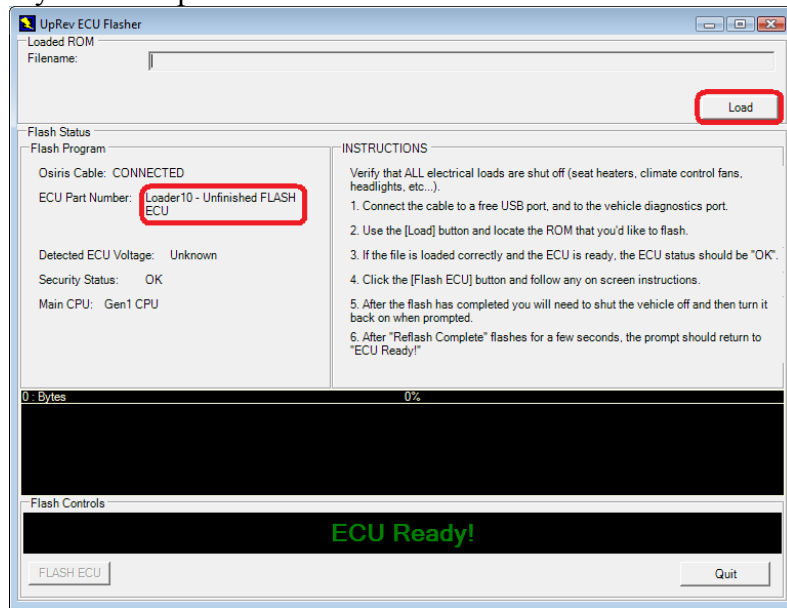 UpRev ECU Flasher
Loaded ROM
Filename:
Load
Flash Status
Flash Program
Osiris Cable: CONNECTED
ECU Part Number: Loader10 - Unfinished FLASH
ECU
Detected ECU Voltage: Unknown
Security Status: OK
Main CPU: Gen1 CPU
INSTRUCTIONS
Verify that ALL electrical loads are shut off (seat heaters, climate control fans,
headlights, etc...).
1. Connect the cable to a free USB port, and to the vehicle diagnostics port.
2. Use the [Load] button and locate the ROM that you'd like to flash.
3. If the file is loaded correctly and the ECU is ready, the ECU status should be "OK".
4. Click the [Flash ECU] button and follow any on screen instructions.
5. After the flash has completed you will need to shut the vehicle off and then turn it
back on when prompted.
6. After "Reflash Complete" flashes for a few seconds, the prompt should return to
"ECU Ready!"
0 : Bytes 0%
Flash Controls
ECU Ready!
FLASH ECU
Quit